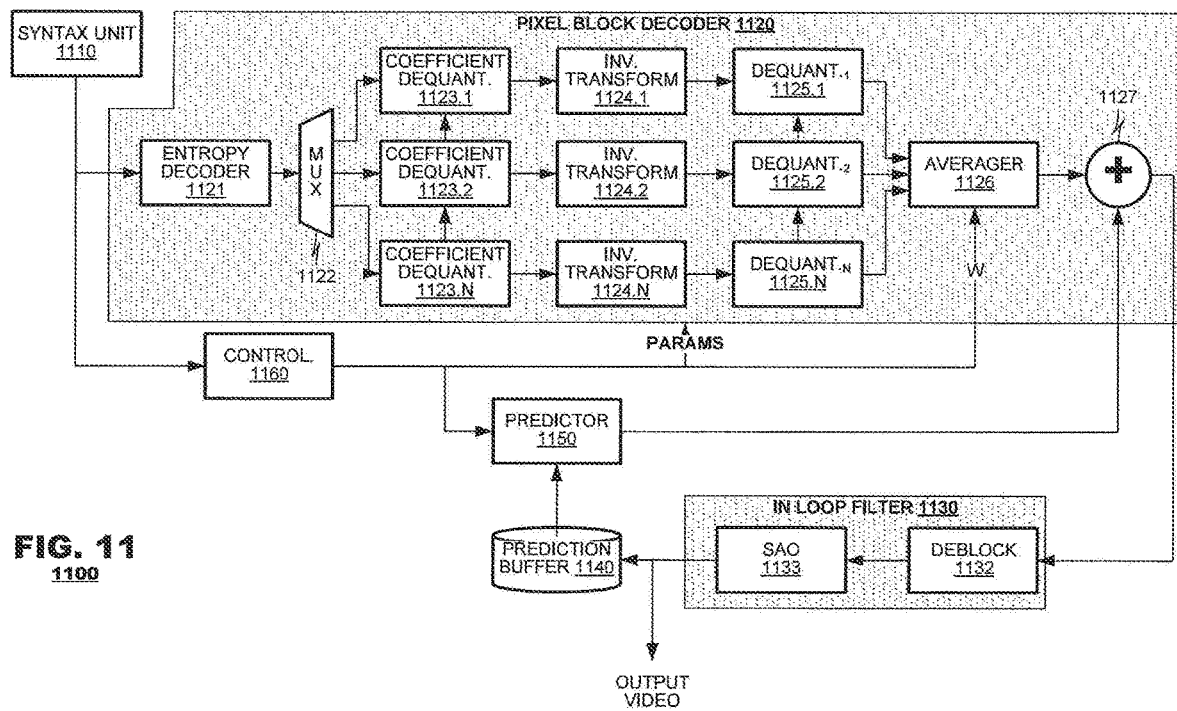 PIXEL BLOCK DECODER 1120
SYNTAX UNIT
1110
ENTROPY
DECODER
1121
MUX
1122
COEFFICIENT
DEQUANT.
1123.1
INV.
TRANSFORM
1124.1
DEQUANT.1
1125.1
COEFFICIENT
DEQUANT.
1123.2
INV.
TRANSFORM
1124.2
DEQUANT.2
1125.2
COEFFICIENT
DEQUANT.
1123.N
INV.
TRANSFORM
1124.N
DEQUANT.N
1125.N
AVERAGER
1126
1127
+
W
PARAMS
CONTROL.
1160
PREDICTOR
1150
PREDICTION
BUFFER 1140
IN LOOP FILTER 1130
SAO
1133
DEBLOCK
1132
OUTPUT
VIDEO
FIG. 11
1100